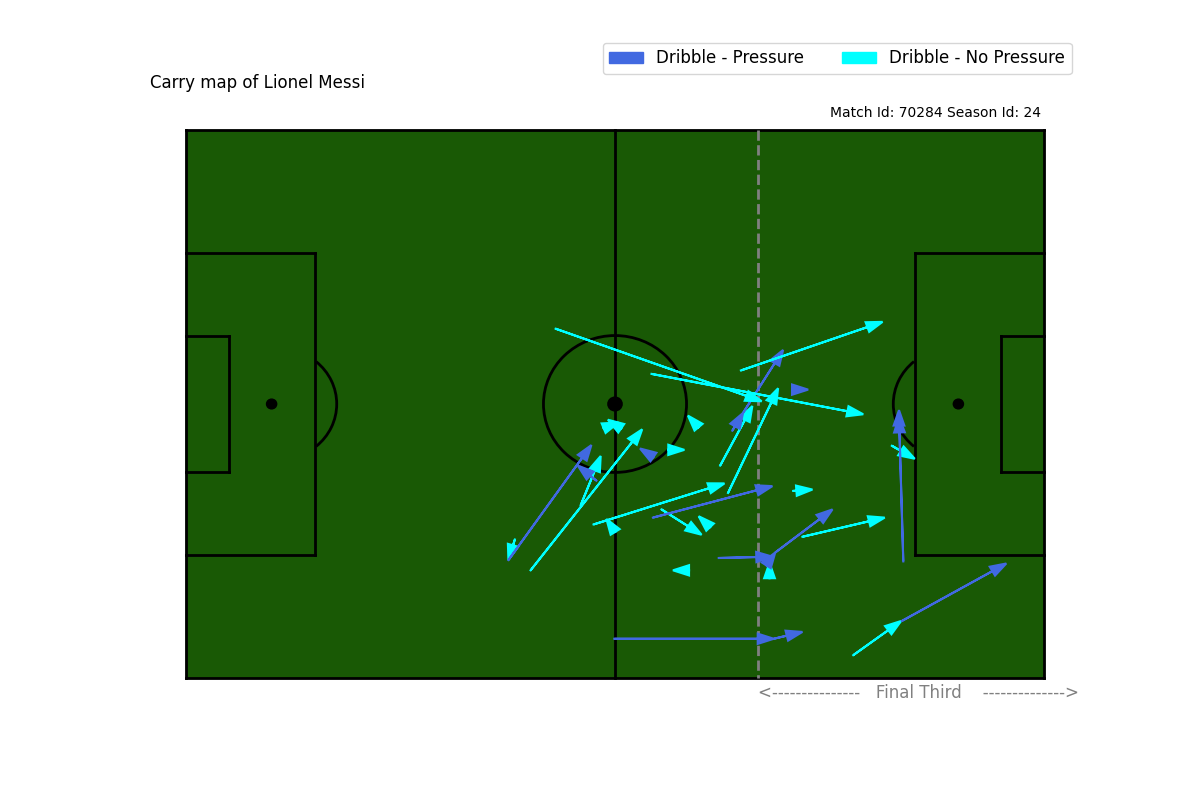 Dribble - Pressure
Dribble - No Pressure
Carry map of Lionel Messi
Match Id: 70284 Season Id: 24
<--------------- Final Third -------------->